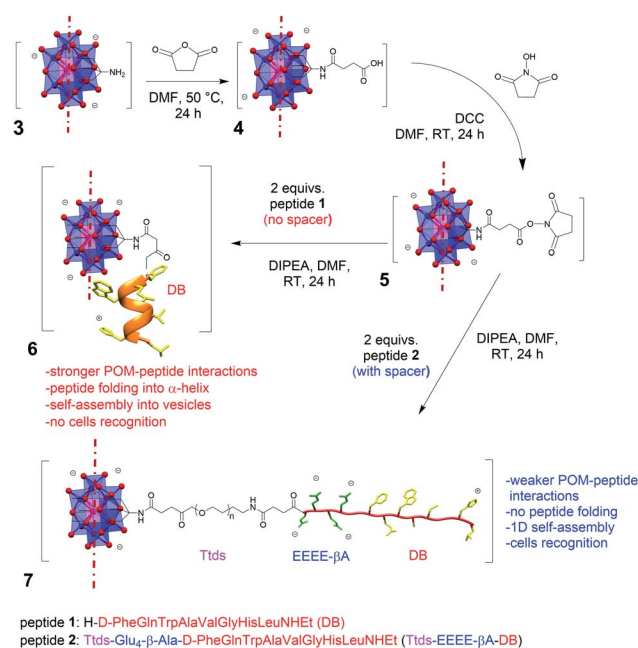 NH₂
3
O O O
DMF, 50 °C,
24 h
4
N
H
O
O
OH
OH
N
O O
DCC
DMF, RT, 24 h
2 equivs.
peptide 1
(no spacer)
DIPEA, DMF,
RT, 24 h
5
N
H
O
O
O
N
O
O
N
H
O
O
DB
6
-stronger POM-peptide interactions
-peptide folding into α-helix
-self-assembly into vesicles
-no cells recognition
2 equivs.
peptide 2
(with spacer)
DIPEA, DMF,
RT, 24 h
7
N
H
O
O
O
n
H
N
O
O
Ttds
EEEE-βA
DB
-weaker POM-peptide
interactions
-no peptide folding
-1D self-assembly
-cells recognition
peptide 1: H-D-PheGlnTrpAlaValGlyHisLeuNHEt (DB)
peptide 2: Ttds-Glu₄-β-Ala-D-PheGlnTrpAlaValGlyHisLeuNHEt (Ttds-EEEE-βA-DB)